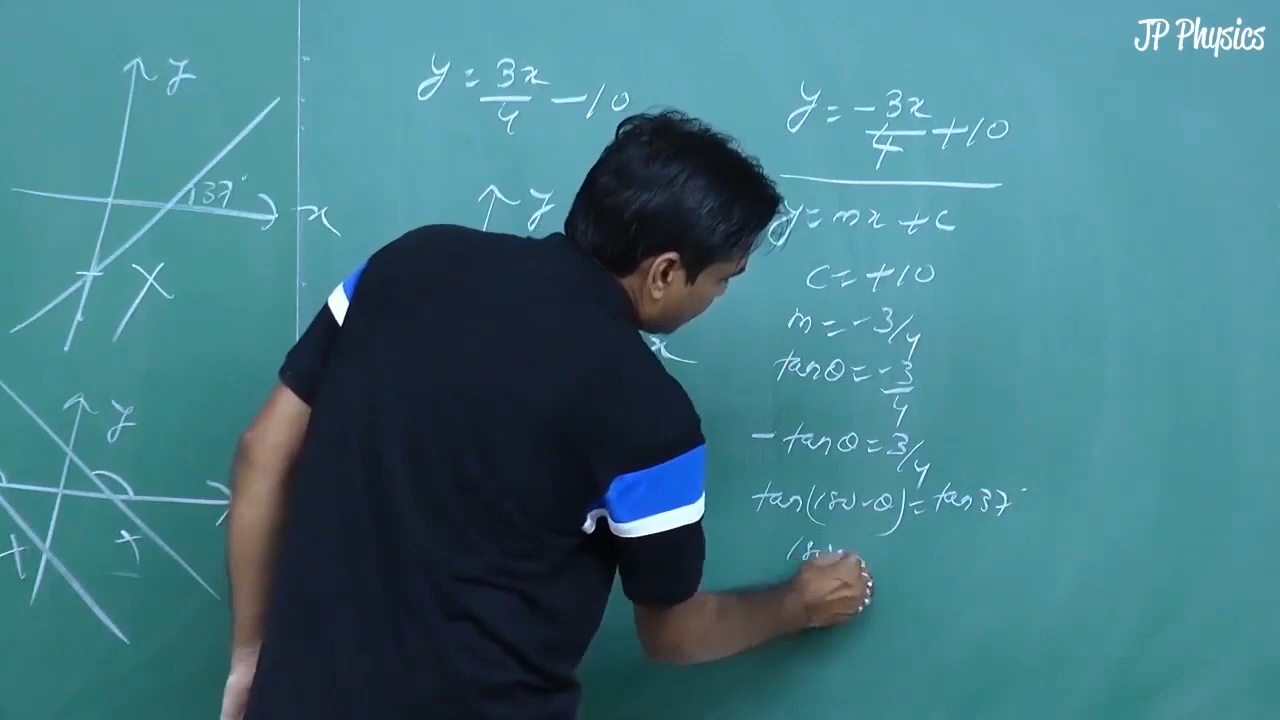 JP Physics
y
37°
x
y
y = 3x/4 - 10
y
x
y = -3x/4 + 10
y = mx + c
c = +10
m = -3/4
tanθ = -3/4
- tanθ = 3/4
tan(180-θ) = tan37°
180